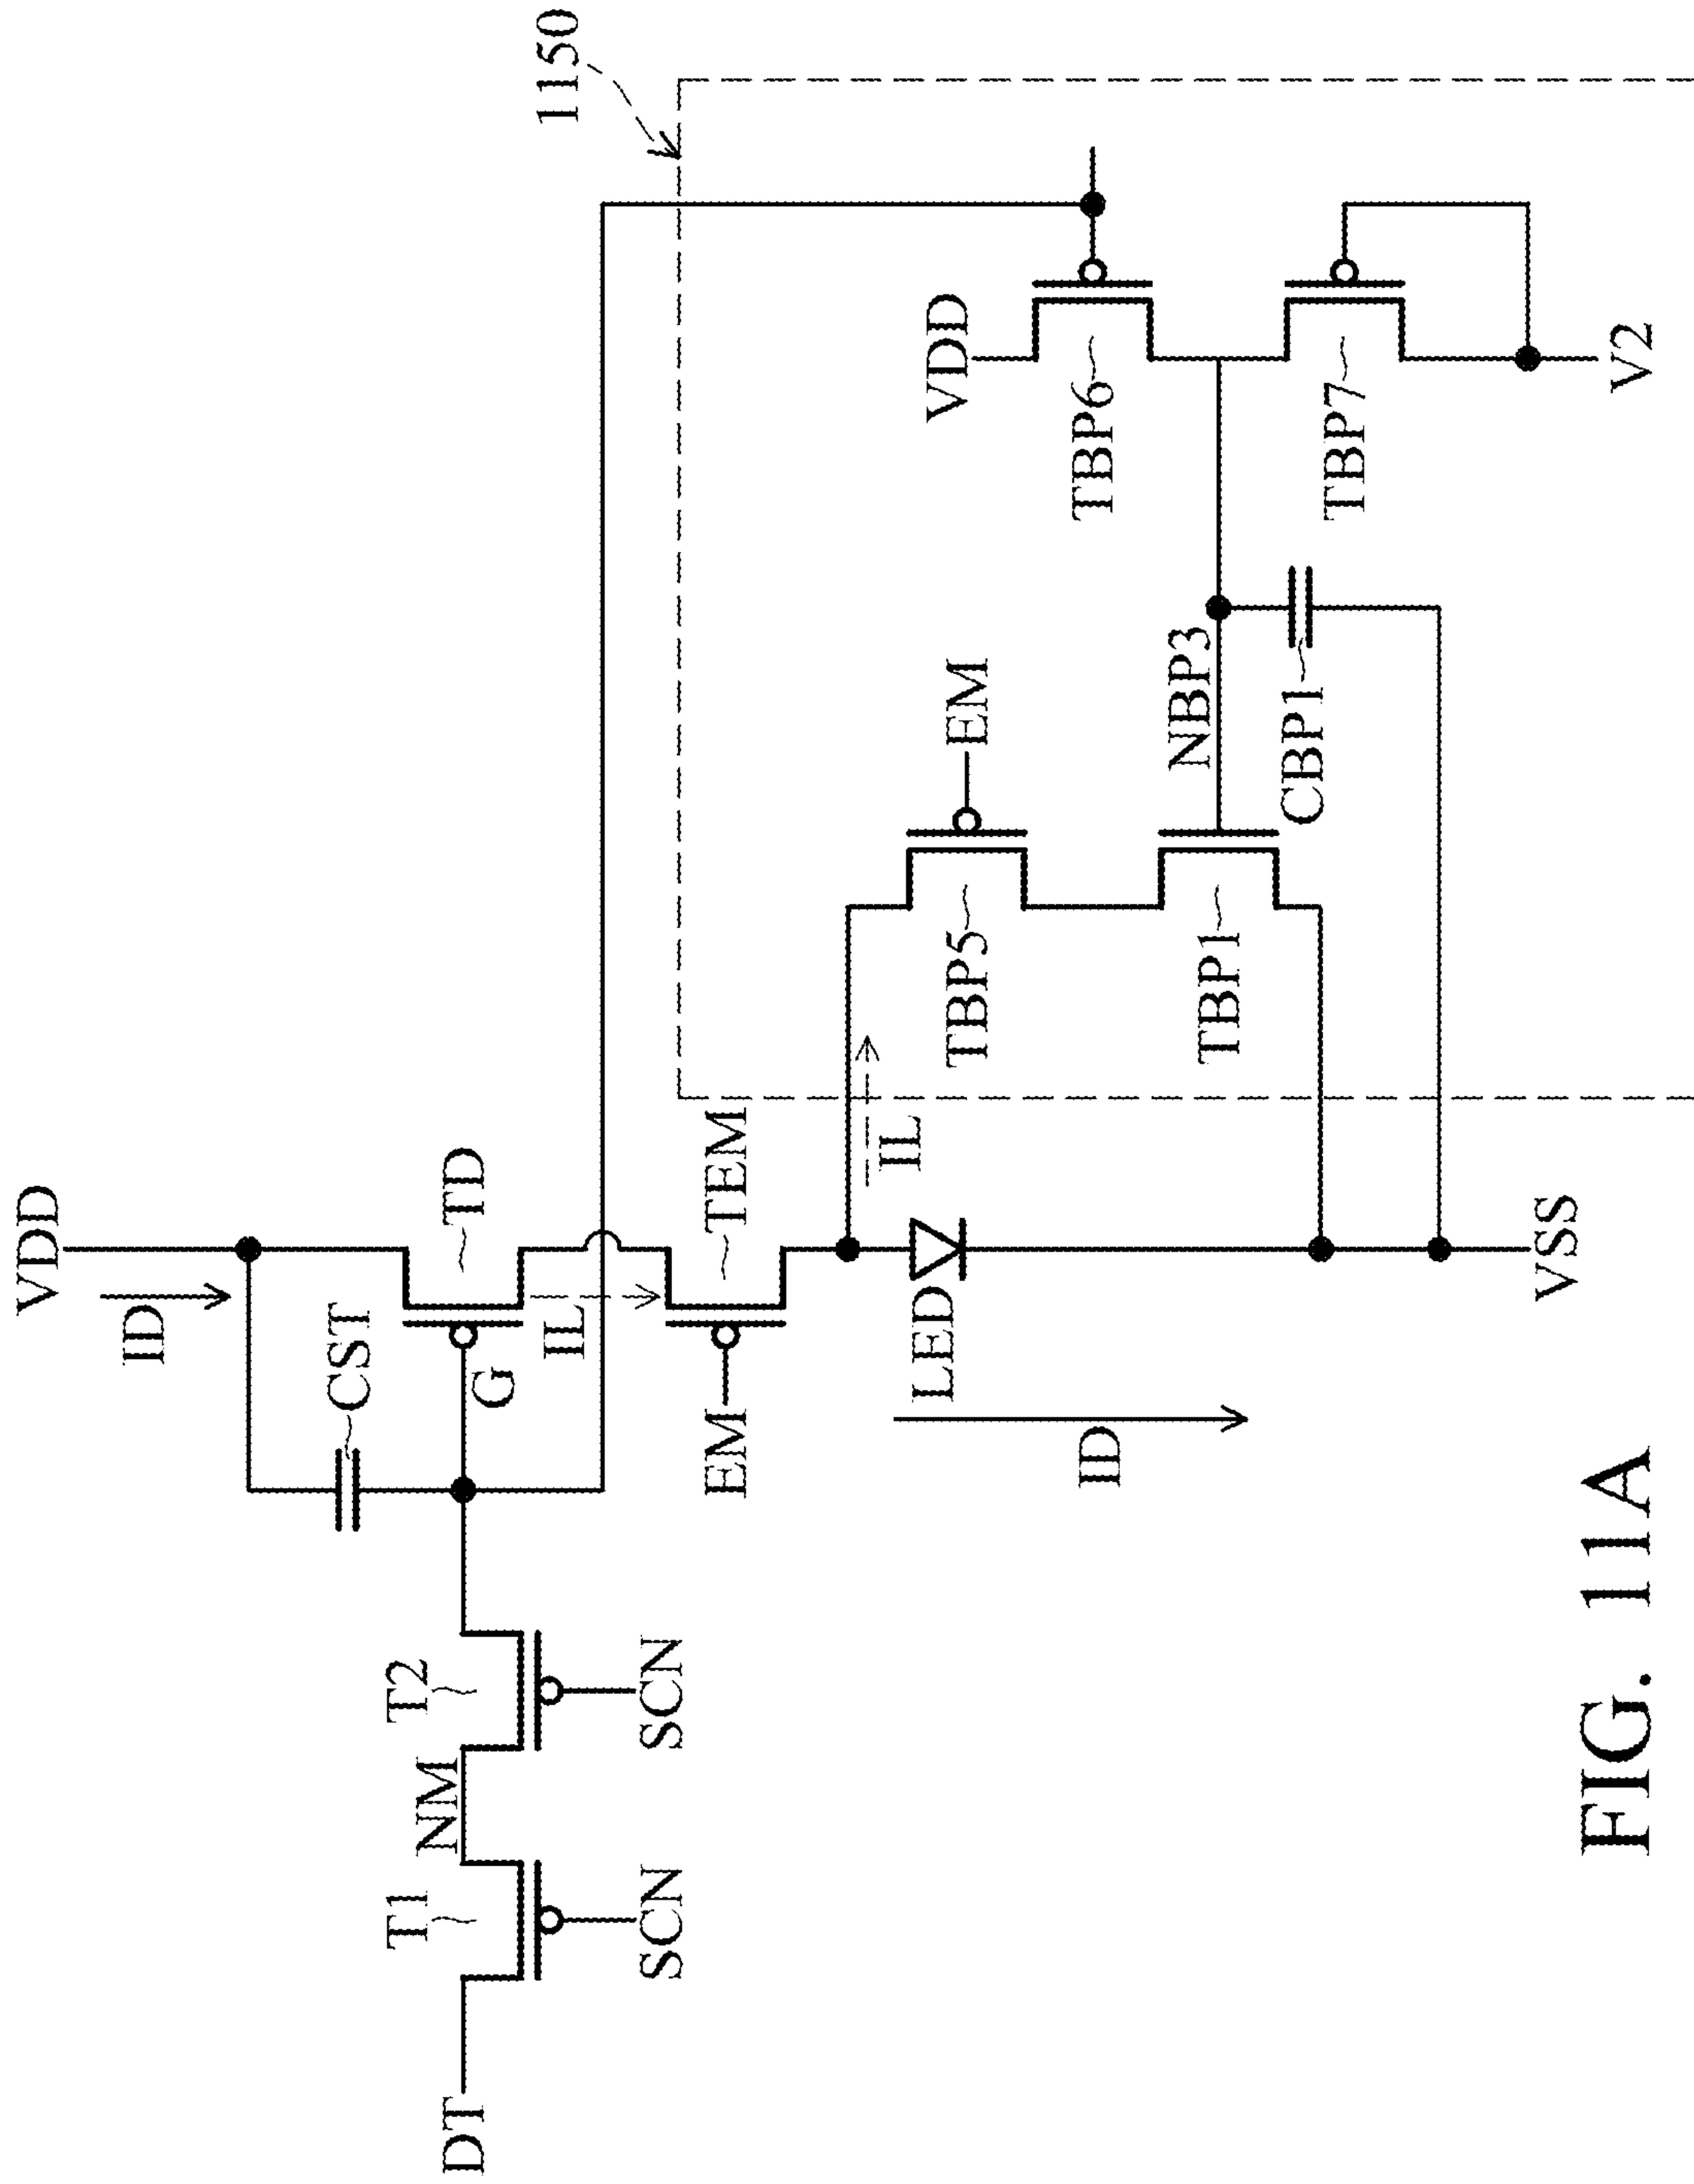 1150
VDD
ID
CST
TD
G
IL
T1
NM
T2
DT
SCN
SCN
EM
TEM
IL
LED
ID
VSS
VDD
EM
TBP5
TBP6
NBP3
TBP1
CBP1
TBP7
V2
FIG. 11A